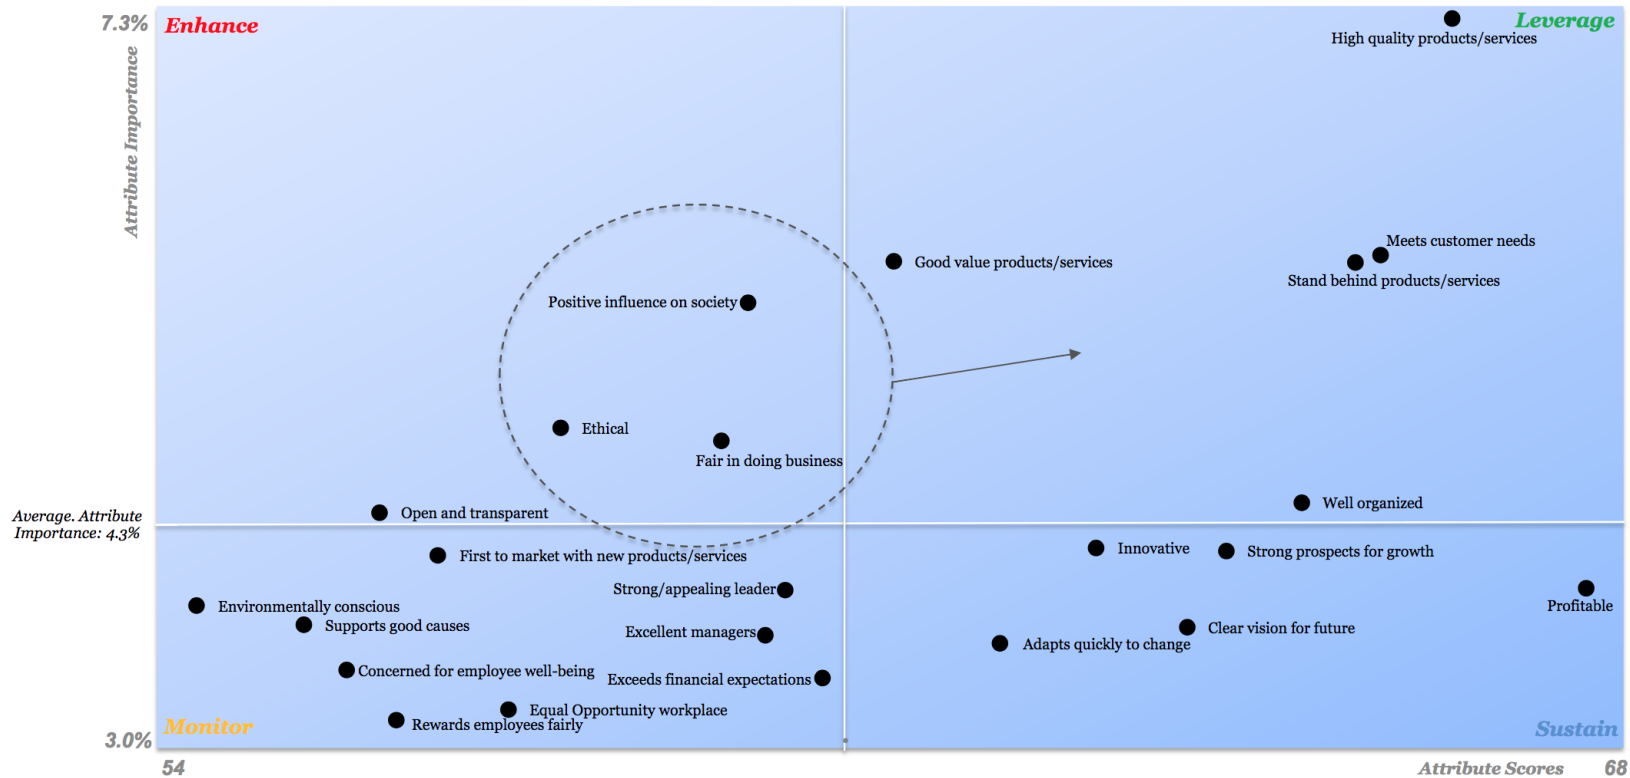 7.3%
Enhance
Leverage
High quality products/services
Attribute Importance
Meets customer needs
Good value products/services
Stand behind products/services
Positive influence on society
Ethical
Fair in doing business
Well organized
Open and transparent
Average. Attribute
Importance: 4.3%
Innovative
Strong prospects for growth
First to market with new products/services
Strong/appealing leader
Profitable
Environmentally conscious
Supports good causes
Clear vision for future
Excellent managers
Adapts quickly to change
Concerned for employee well-being
Exceeds financial expectations
Equal Opportunity workplace
Rewards employees fairly
Monitor
Sustain
3.0%
54
Attribute Scores
68